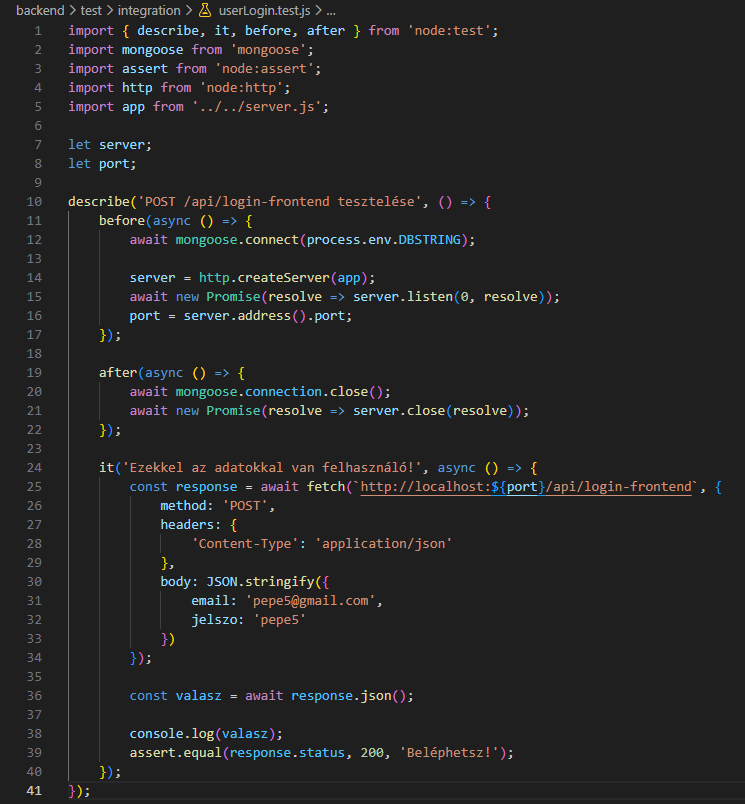 backend > test > integration > userLogin.test.js > ...
1 import { describe, it, before, after } from 'node:test';
2 import mongoose from 'mongoose';
3 import assert from 'node:assert';
4 import http from 'node:http';
5 import app from '../../server.js';
6
7 let server;
8 let port;
9
10 describe('POST /api/login-frontend tesztelése', () => {
11     before(async () => {
12         await mongoose.connect(process.env.DBSTRING);
13
14         server = http.createServer(app);
15         await new Promise(resolve => server.listen(0, resolve));
16         port = server.address().port;
17     });
18
19     after(async () => {
20         await mongoose.connection.close();
21         await new Promise(resolve => server.close(resolve));
22     });
23
24     it('Ezekkel az adatokkal van felhasználó!', async () => {
25         const response = await fetch(`http://localhost:${port}/api/login-frontend`, {
26             method: 'POST',
27             headers: {
28                 'Content-Type': 'application/json'
29             },
30             body: JSON.stringify({
31                 email: 'pepe5@gmail.com',
32                 jelszo: 'pepe5'
33             })
34         });
35
36         const valasz = await response.json();
37
38         console.log(valasz);
39         assert.equal(response.status, 200, 'Beléphetsz!');
40     });
41 });